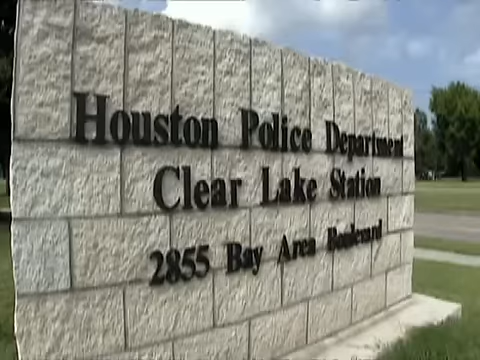 Houston Police Department
Clear Lake Station
2855 Bay Area Boulevard